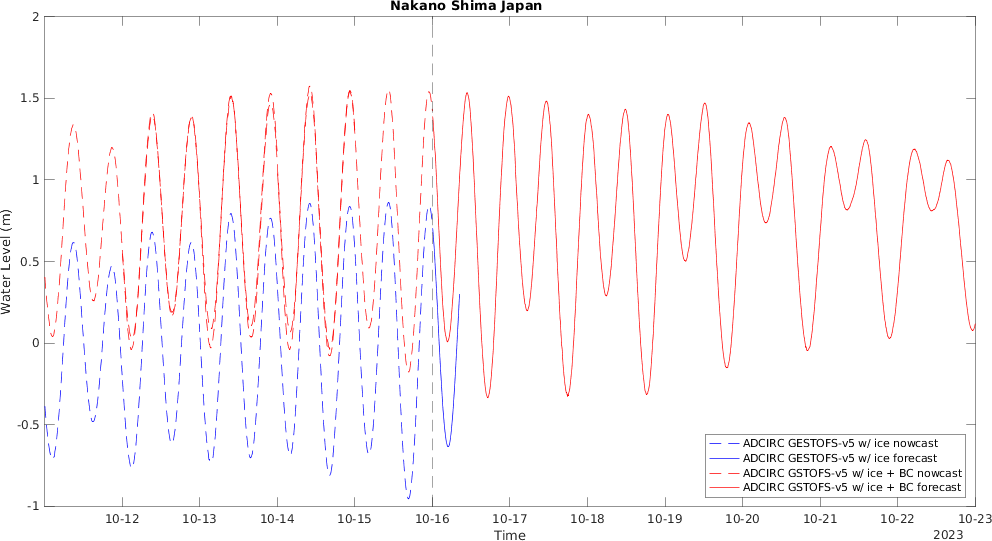 Nakano Shima Japan
2
1.5
1
0.5
0
-0.5
-1
Water Level (m)
ADCIRC GESTOFS-v5 w/ ice nowcast
ADCIRC GESTOFS-v5 w/ ice forecast
ADCIRC GSTOFS-v5 w/ ice + BC nowcast
ADCIRC GSTOFS-v5 w/ ice + BC forecast
10-12 10-13 10-14 10-15 10-16 10-17 10-18 10-19 10-20 10-21 10-22 10-23
Time
2023